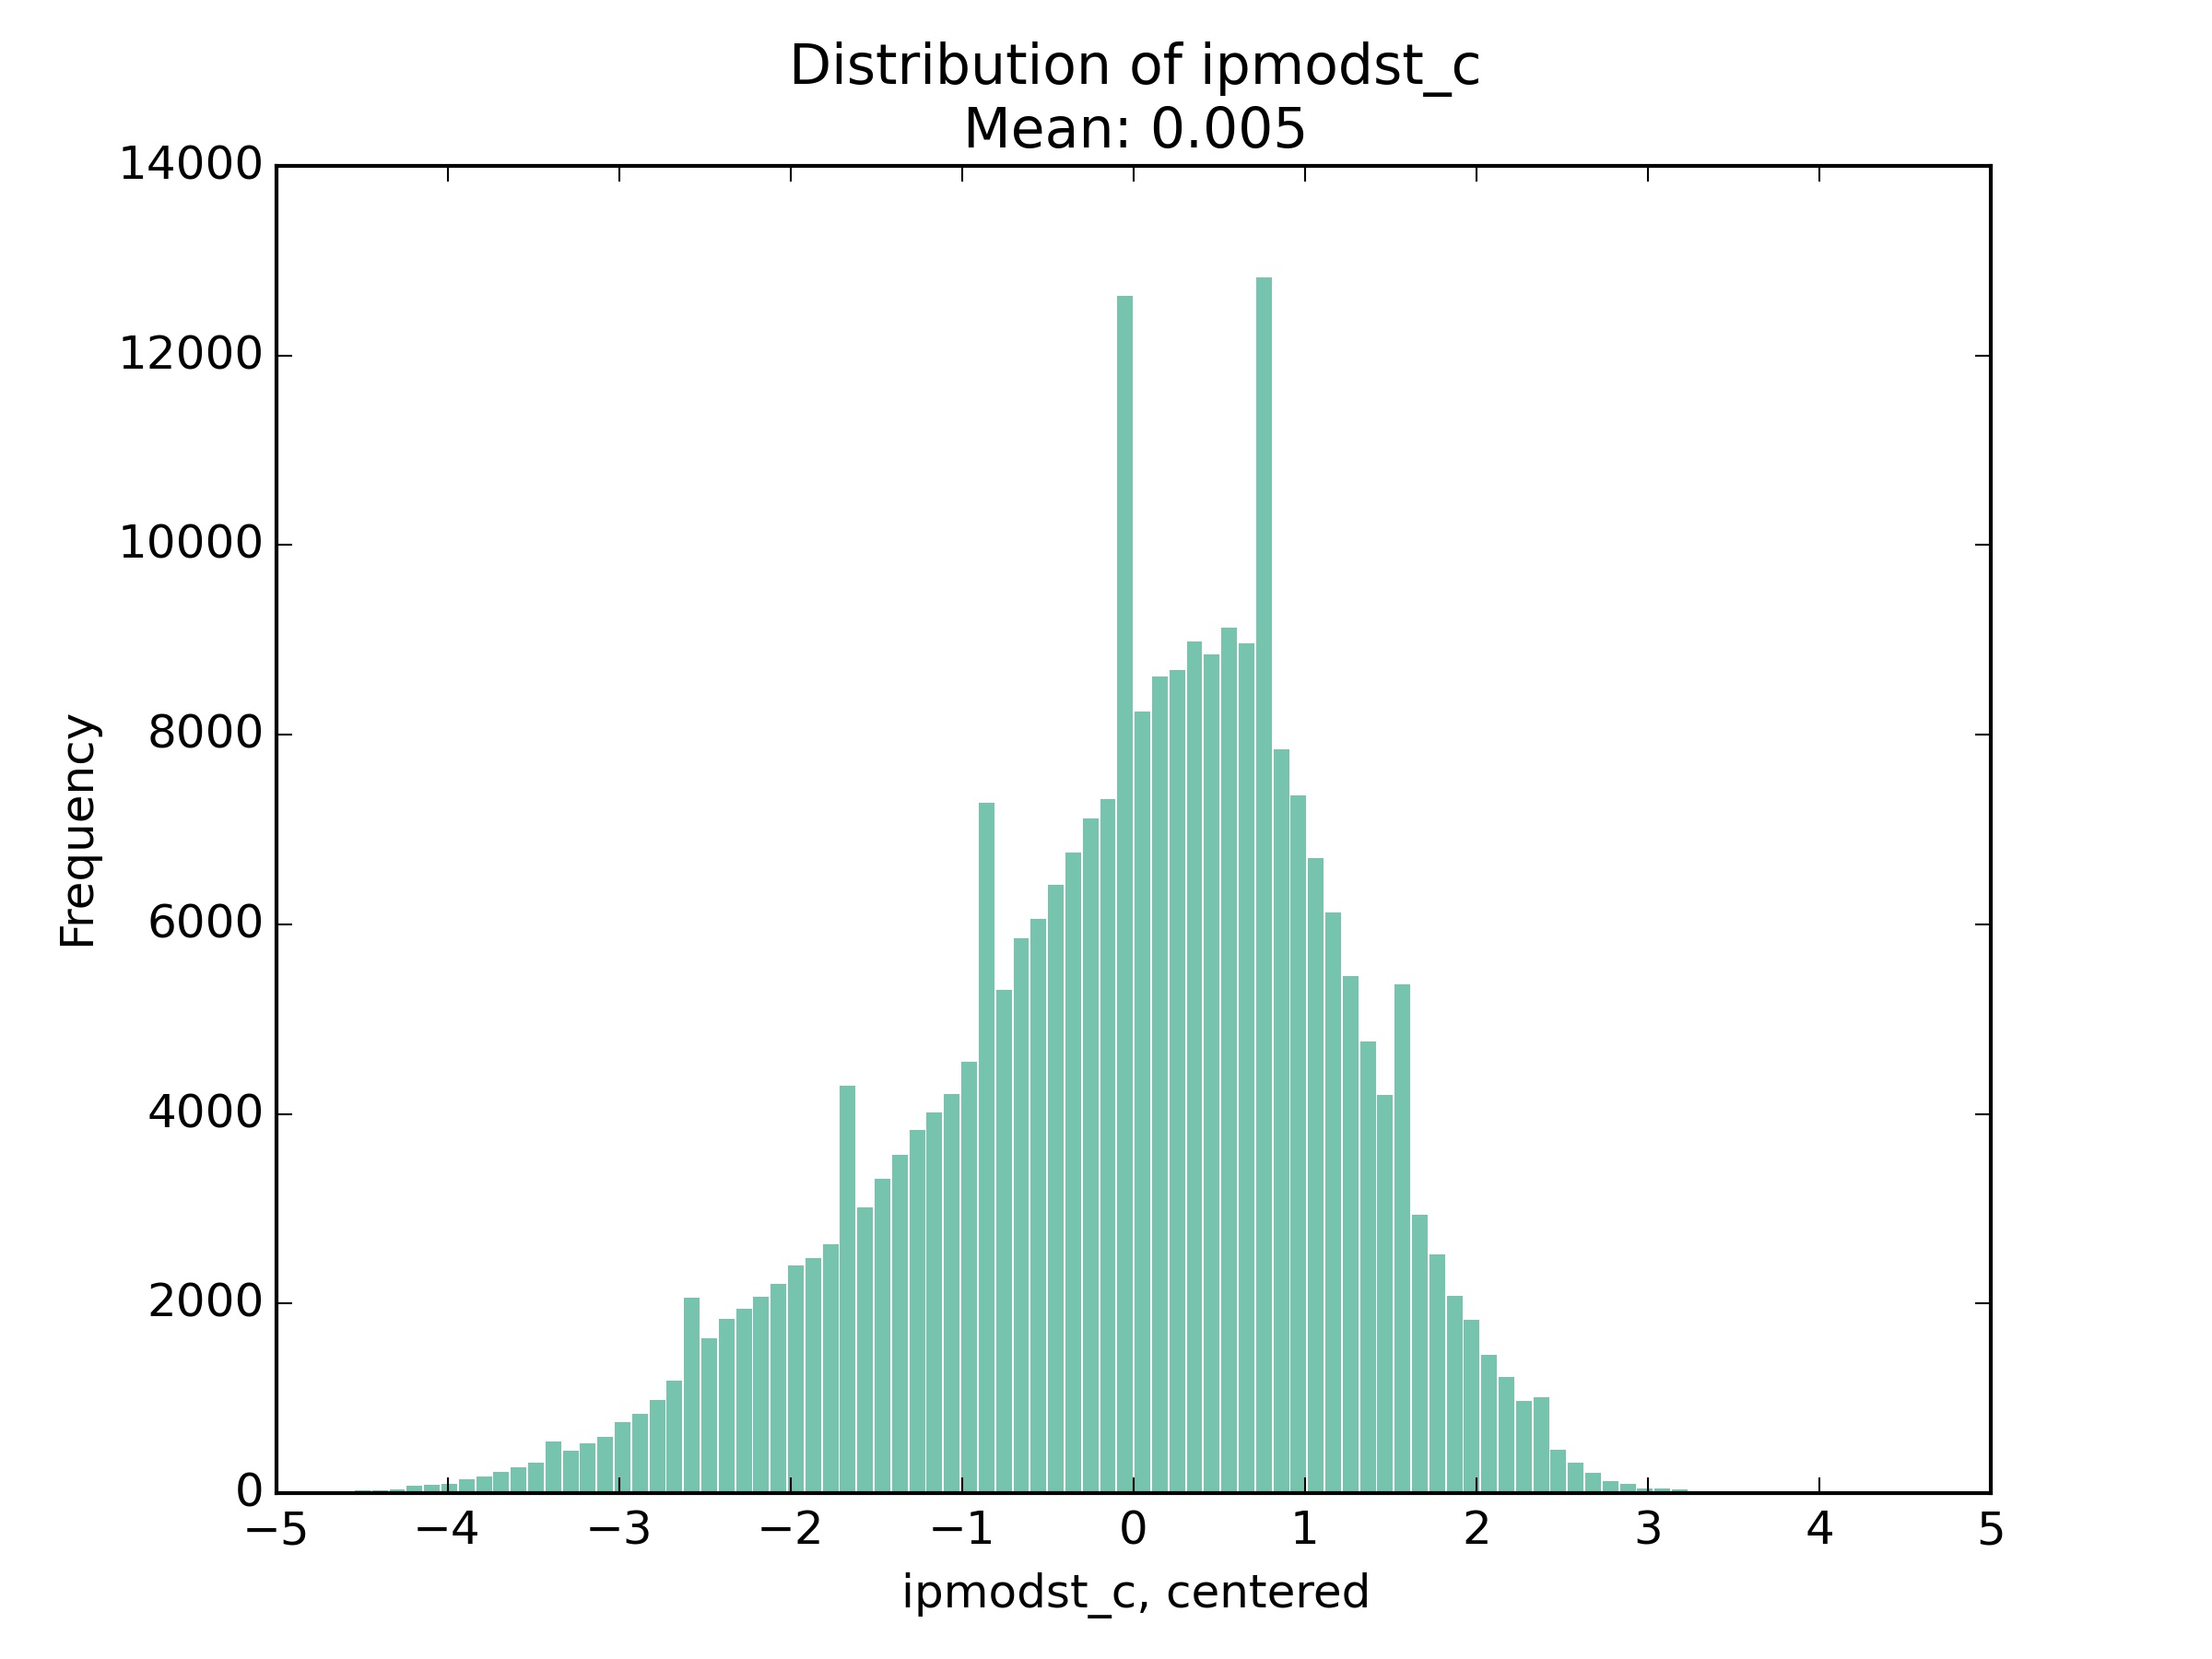 Distribution of ipmodst_c
Mean: 0.005
14000
12000
10000
8000
6000
4000
2000
0
Frequency
−5 −4 −3 −2 −1 0 1 2 3 4 5
ipmodst_c, centered